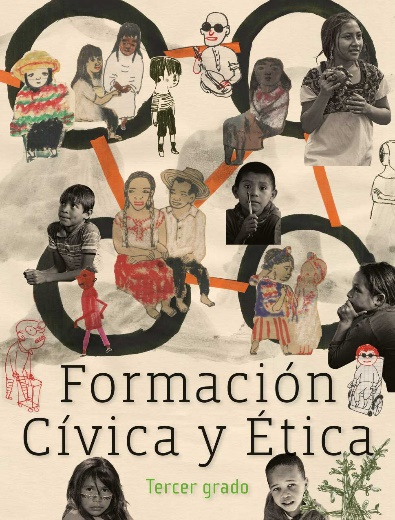 Formación
Cívica y Ética
Tercer grado